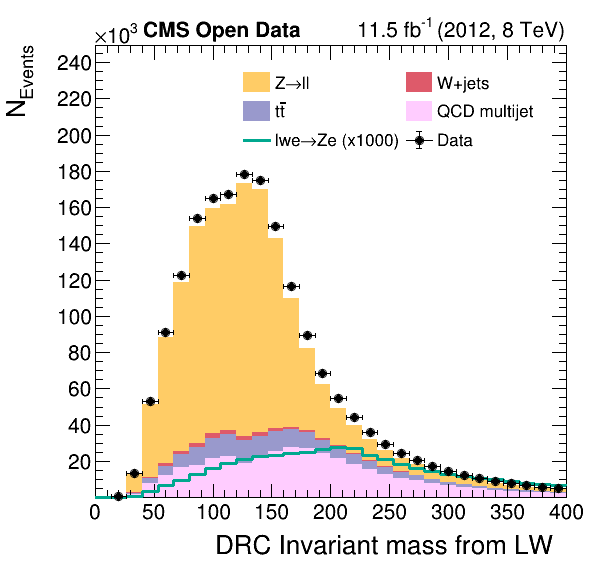 ×10³ CMS Open Data 11.5 fb⁻¹ (2012, 8 TeV)
N_Events
240
220
200
180
160
140
120
100
80
60
40
20
Z→ll
W+jets
tt̄
QCD multijet
lwe→Ze (x1000)
Data
0 50 100 150 200 250 300 350 400
DRC Invariant mass from LW